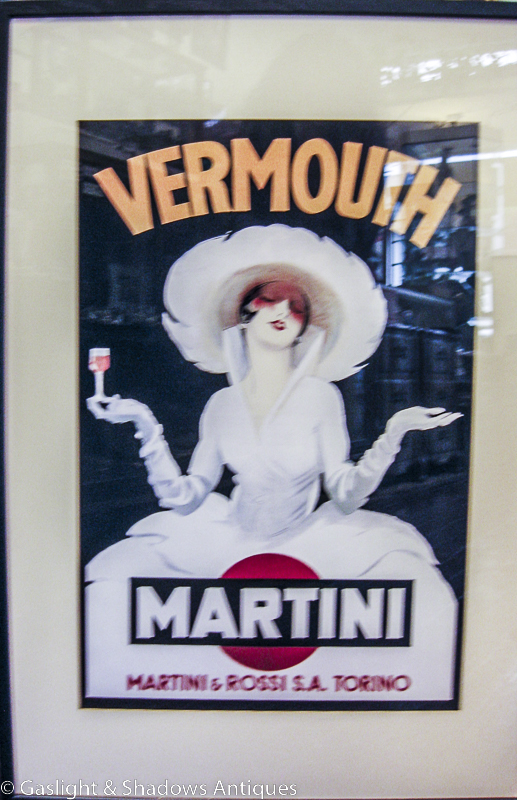 VERMOUTH
MARTINI
MARTINI & ROSSI S.A. TORINO
© Gaslight & Shadows Antiques